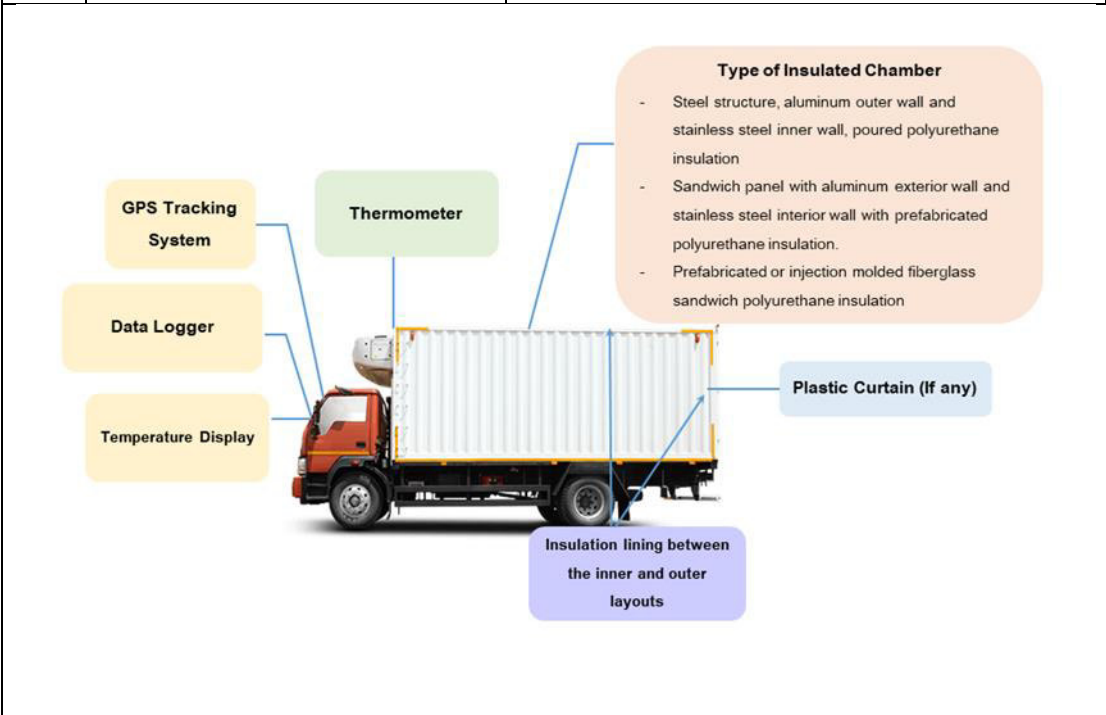 Type of Insulated Chamber
- Steel structure, aluminum outer wall and
stainless steel inner wall, poured polyurethane
insulation
- Sandwich panel with aluminum exterior wall and
stainless steel interior wall with prefabricated
polyurethane insulation.
- Prefabricated or injection molded fiberglass
sandwich polyurethane insulation
GPS Tracking
System
Thermometer
Data Logger
Plastic Curtain (If any)
Temperature Display
Insulation lining between
the inner and outer
layouts